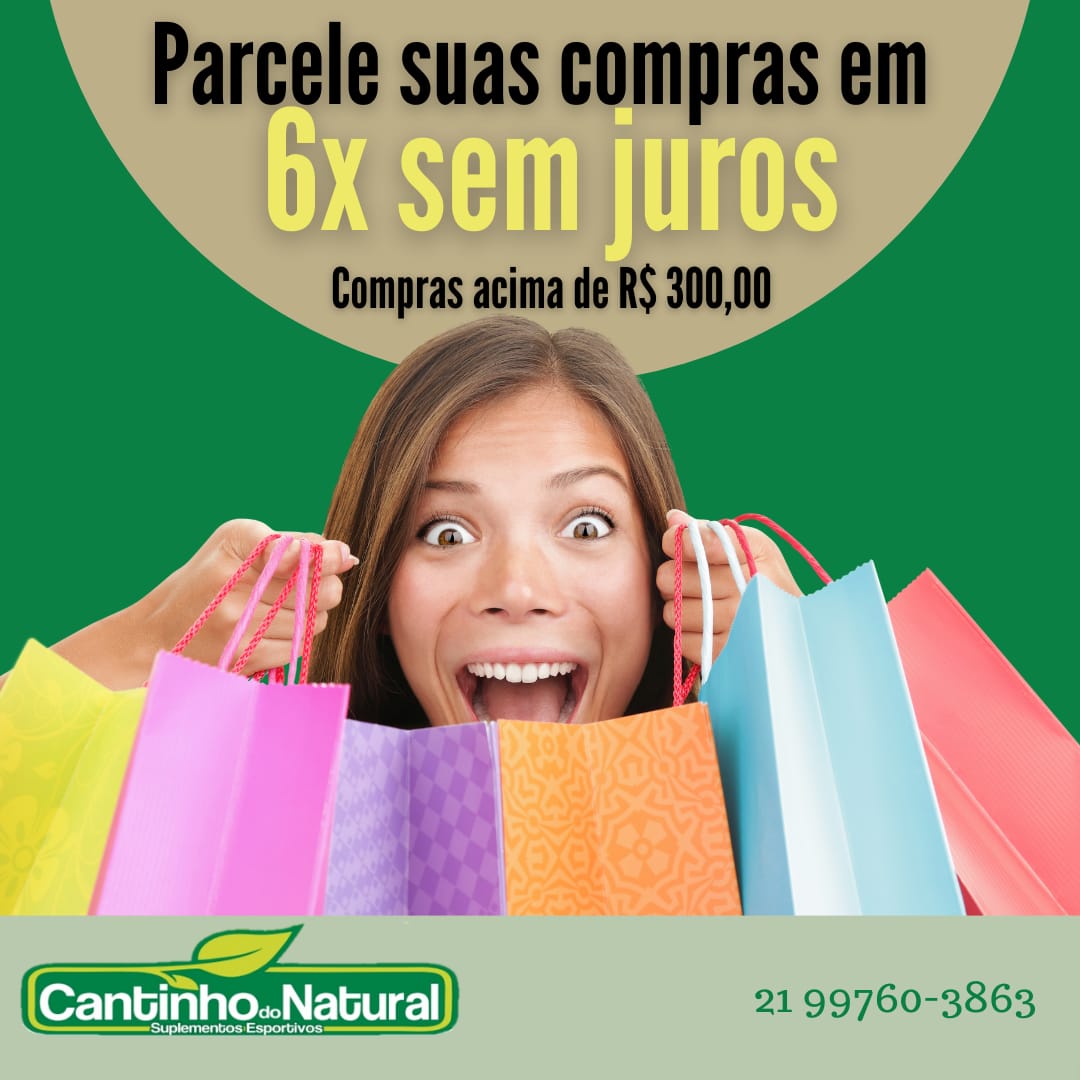 Parcele suas compras em
6x sem juros
Compras acima de R$ 300,00
Cantinho do Natural
Suplementos Esportivos
21 99760-3863